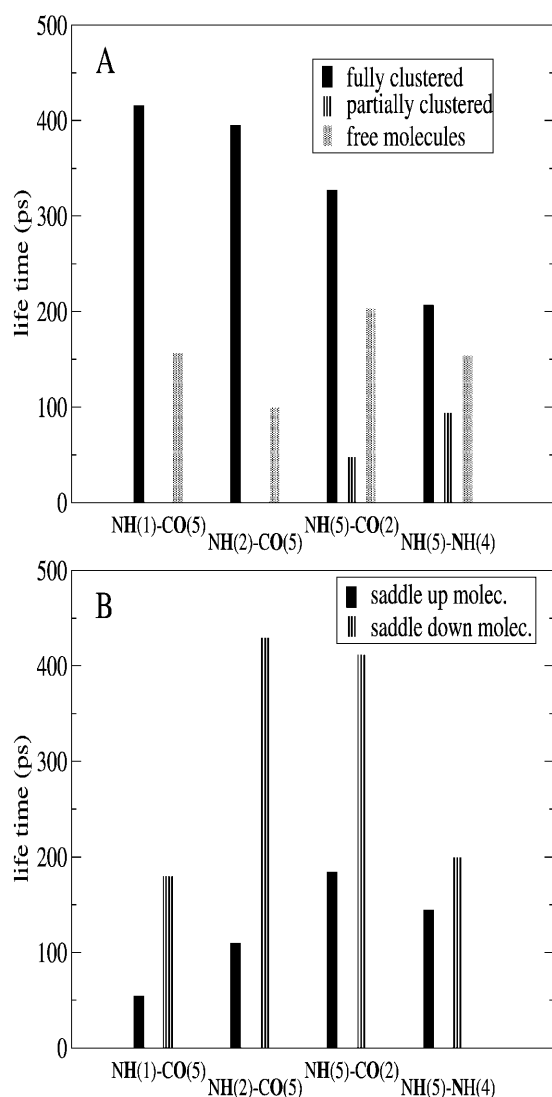 500
400
300
200
100
0
life time (ps)
A
fully clustered
partially clustered
free molecules
NH(1)-CO(5)
NH(2)-CO(5)
NH(5)-CO(2)
NH(5)-NH(4)
500
400
300
200
100
0
life time (ps)
B
saddle up molec.
saddle down molec.
NH(1)-CO(5)
NH(2)-CO(5)
NH(5)-CO(2)
NH(5)-NH(4)